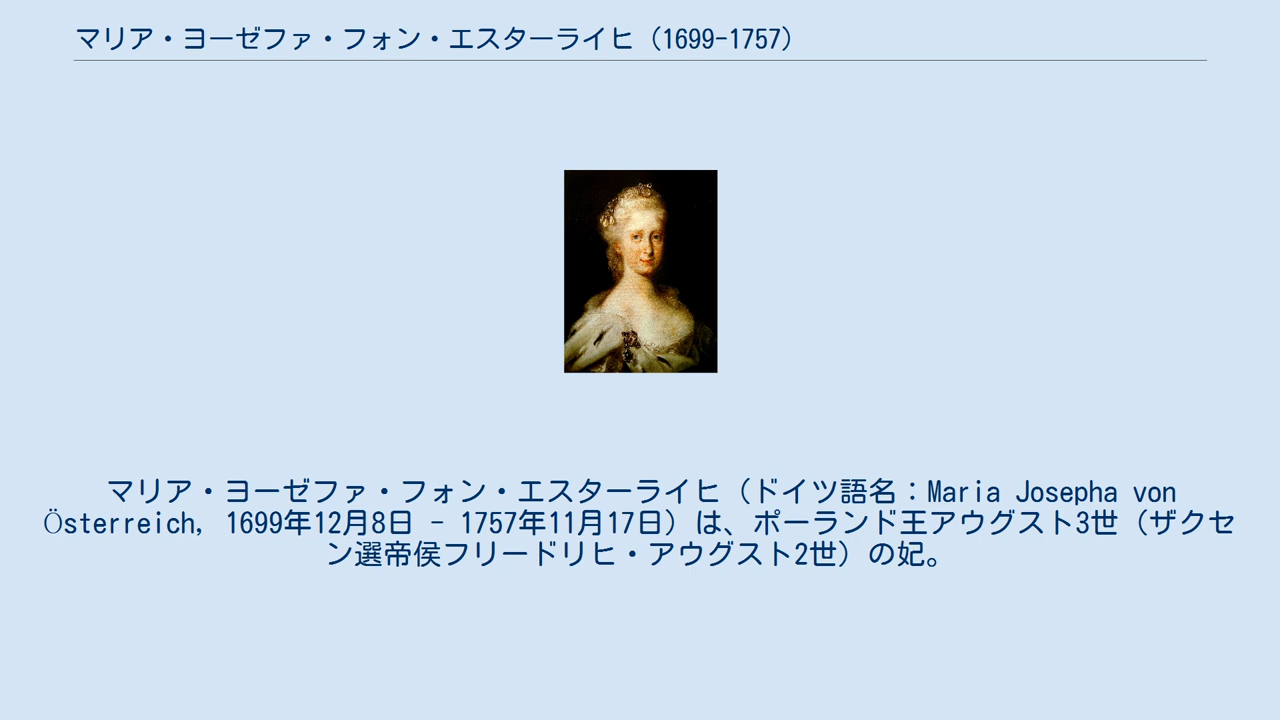 マリア・ヨーゼファ・フォン・エスターライヒ（1699-1757）
マリア・ヨーゼファ・フォン・エスターライヒ（ドイツ語名：Maria Josepha von
Österreich, 1699年12月8日 - 1757年11月17日）は、ポーランド王アウグスト3世（ザクセ
ン選帝侯フリードリヒ・アウグスト2世）の妃。